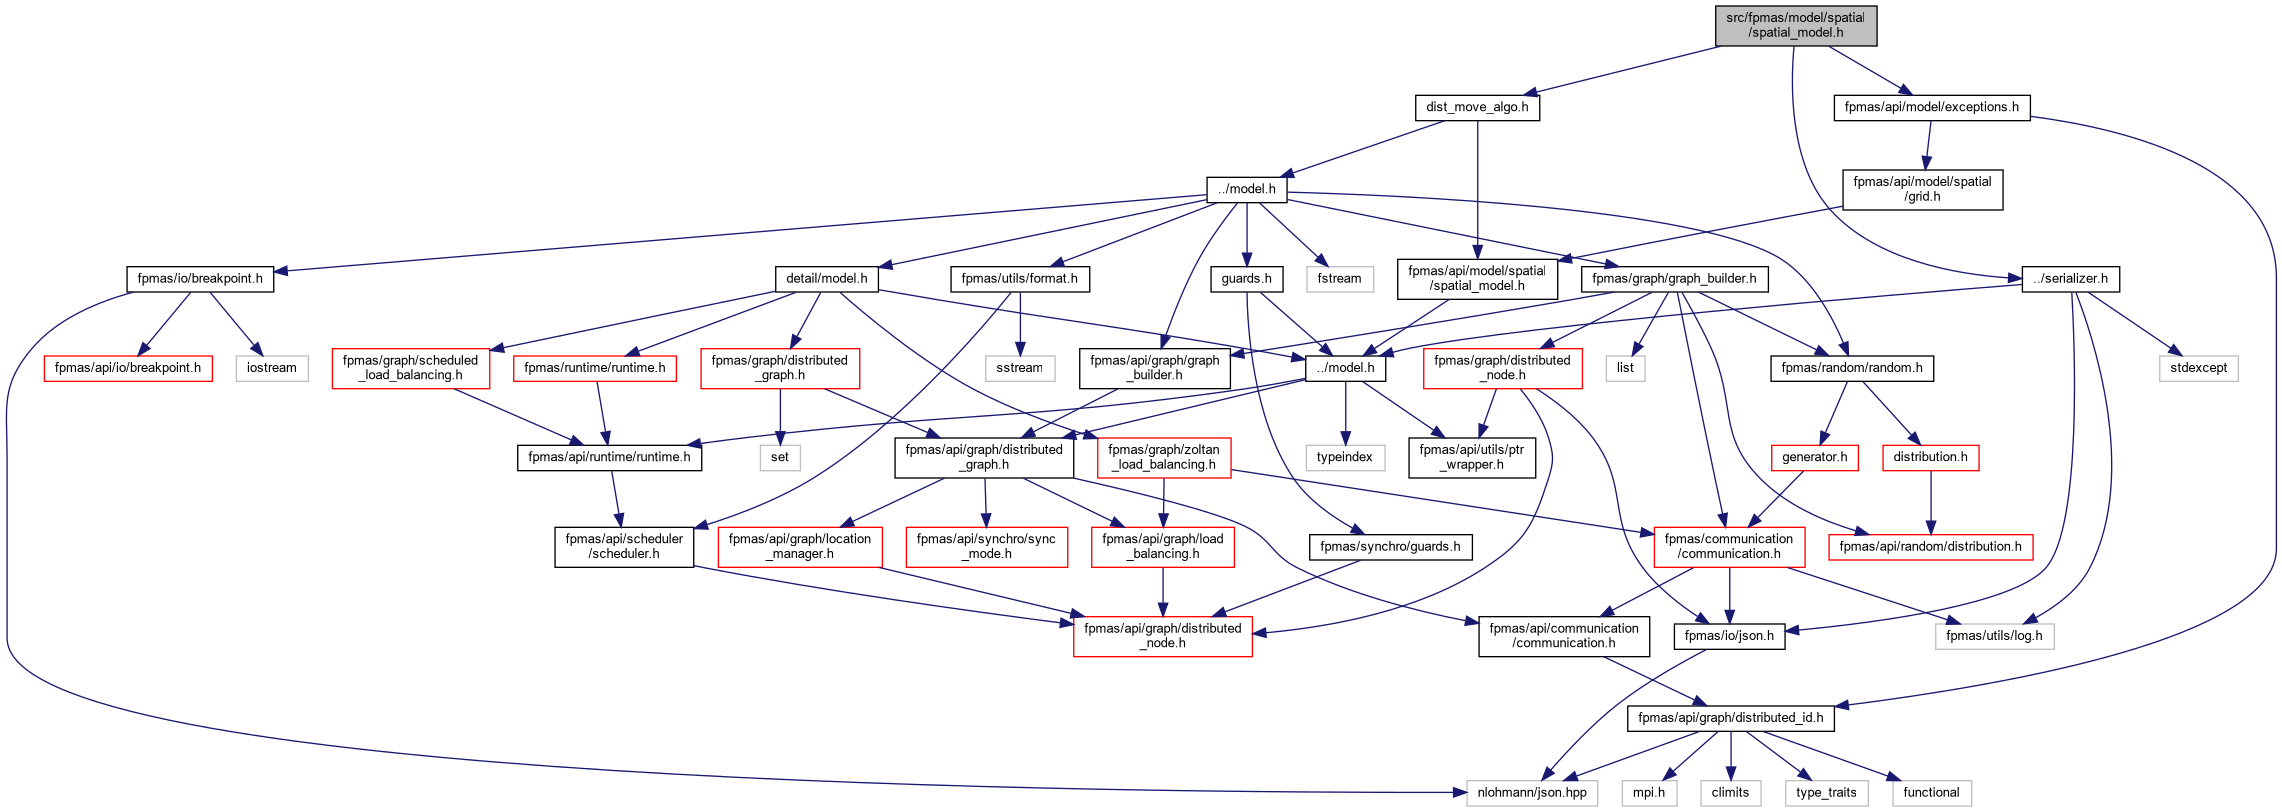 src/fpmas/model/spatial
/spatial_model.h
dist_move_algo.h
fpmas/api/model/exceptions.h
../model.h
fpmas/api/model/spatial
/grid.h
fpmas/io/breakpoint.h
detail/model.h
fpmas/utils/format.h
guards.h
fstream
fpmas/api/model/spatial
/spatial_model.h
fpmas/graph/graph_builder.h
../serializer.h
fpmas/api/io/breakpoint.h
iostream
fpmas/graph/scheduled
_load_balancing.h
fpmas/runtime/runtime.h
fpmas/graph/distributed
_graph.h
sstream
fpmas/api/graph/graph
_builder.h
../model.h
fpmas/graph/distributed
_node.h
list
fpmas/random/random.h
stdexcept
fpmas/api/runtime/runtime.h
set
fpmas/api/graph/distributed
_graph.h
fpmas/graph/zoltan
_load_balancing.h
typeindex
fpmas/api/utils/ptr
_wrapper.h
generator.h
distribution.h
fpmas/api/scheduler
/scheduler.h
fpmas/api/graph/location
_manager.h
fpmas/api/synchro/sync
_mode.h
fpmas/api/graph/load
_balancing.h
fpmas/synchro/guards.h
fpmas/communication
/communication.h
fpmas/api/random/distribution.h
fpmas/api/graph/distributed
_node.h
fpmas/api/communication
/communication.h
fpmas/io/json.h
fpmas/utils/log.h
fpmas/api/graph/distributed_id.h
nlohmann/json.hpp
mpi.h
climits
type_traits
functional